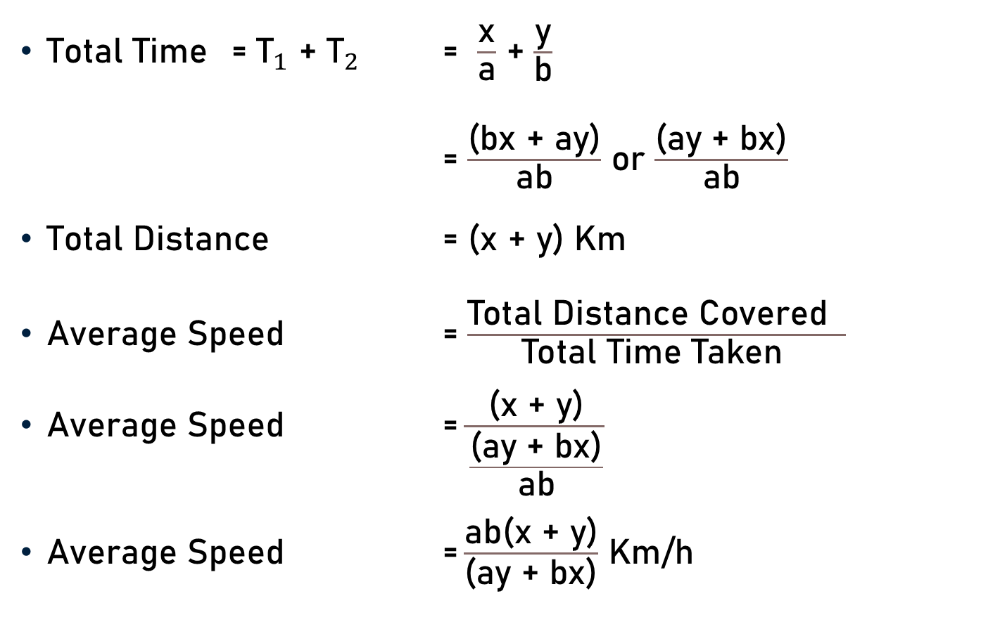 • Total Time = T₁ + T₂ = x/a + y/b
= (bx + ay)/ab or (ay + bx)/ab
• Total Distance = (x + y) Km
• Average Speed = Total Distance Covered/Total Time Taken
• Average Speed = (x + y)/((ay + bx)/ab)
• Average Speed = ab(x + y)/(ay + bx) Km/h